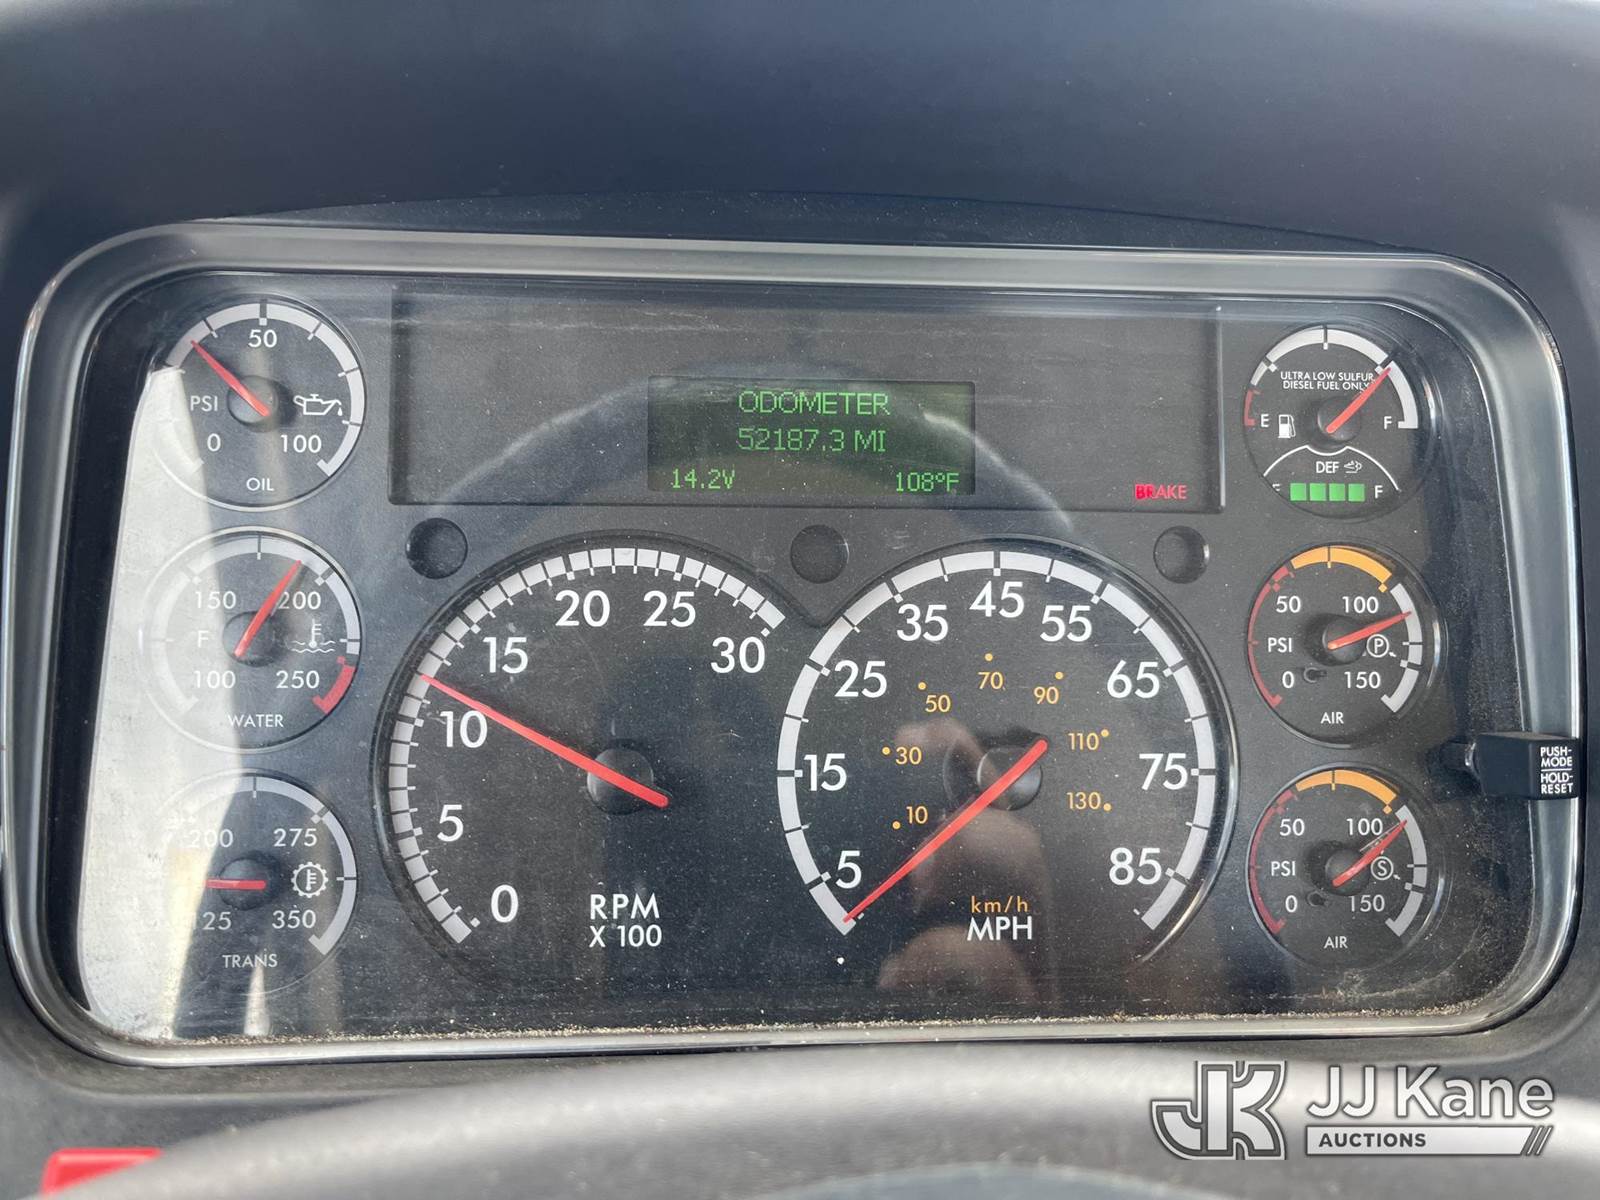 50
PSI
0 100
OIL
150 200
F
100 250
WATER
200 275
350
TRANS
ODOMETER
52187.3 MI
14.2V 108°F
BRAKE
0 5 10 15 20 25 30
RPM
X 100
5 15 25 35 45 55 65 75 85
10 30 50 70 90 110 130
km/h
MPH
ULTRA LOW SULFUR
DIESEL FUEL ONLY
E F
DEF
E F
50 100
PSI P
0 150
AIR
50 100
PSI S
0 150
AIR
PUSH-
MODE
HOLD-
RESET
JK JJ Kane
AUCTIONS